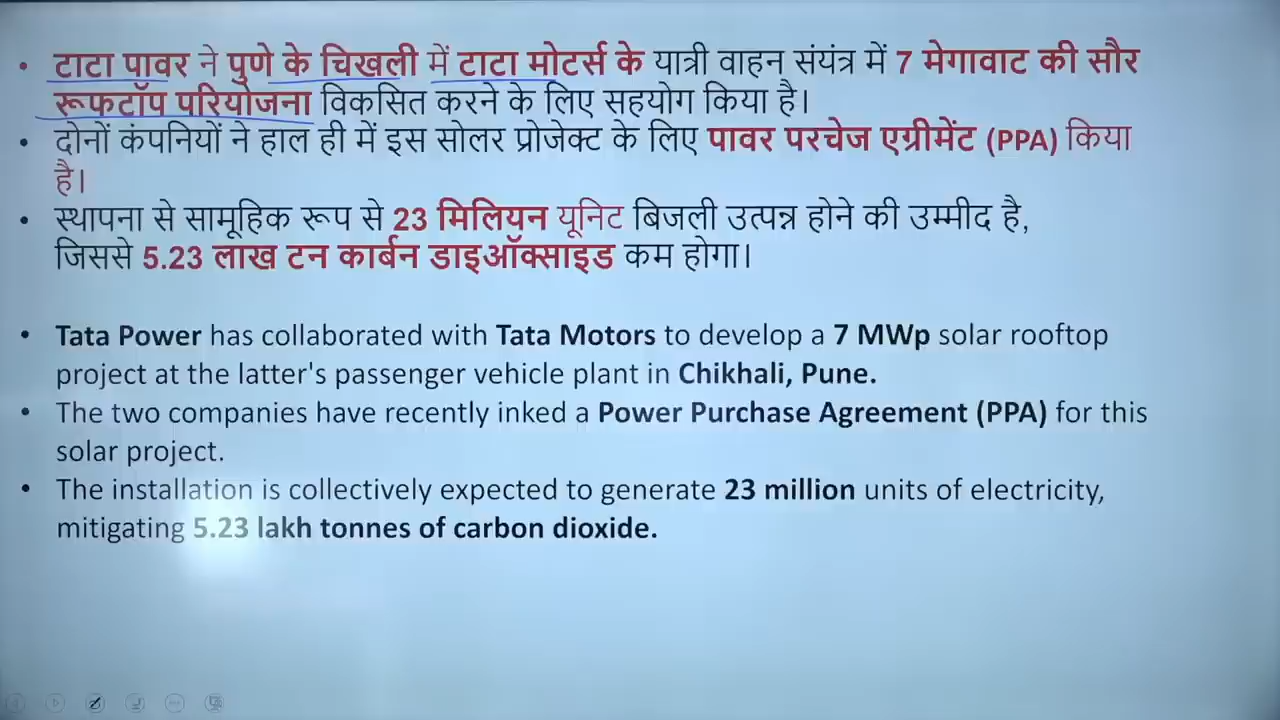 • टाटा पावर ने पुणे के चिखली में टाटा मोटर्स के यात्री वाहन संयंत्र में 7 मेगावाट की सौर
रूफटॉप परियोजना विकसित करने के लिए सहयोग किया है।
• दोनों कंपनियों ने हाल ही में इस सोलर प्रोजेक्ट के लिए पावर परचेज एग्रीमेंट (PPA) किया
है।
• स्थापना से सामूहिक रूप से 23 मिलियन यूनिट बिजली उत्पन्न होने की उम्मीद है,
जिससे 5.23 लाख टन कार्बन डाइऑक्साइड कम होगा।
• Tata Power has collaborated with Tata Motors to develop a 7 MWp solar rooftop
project at the latter's passenger vehicle plant in Chikhali, Pune.
• The two companies have recently inked a Power Purchase Agreement (PPA) for this
solar project.
• The installation is collectively expected to generate 23 million units of electricity,
mitigating 5.23 lakh tonnes of carbon dioxide.